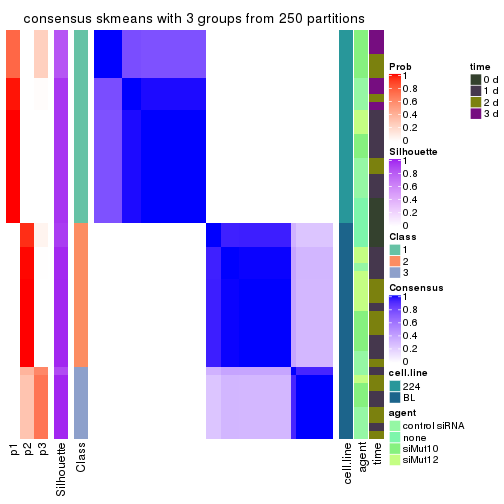 consensus skmeans with 3 groups from 250 partitions
Prob
1
0.8
0.6
0.4
0.2
0
time
0 d
1 d
2 d
3 d
Silhouette
1
0.8
0.6
0.4
0.2
0
Class
1
2
3
Consensus
1
0.8
0.6
0.4
0.2
0
cell.line
224
BL
agent
control siRNA
none
siMut10
siMut12
p1
p2
p3
Silhouette
Class
cell.line
agent
time